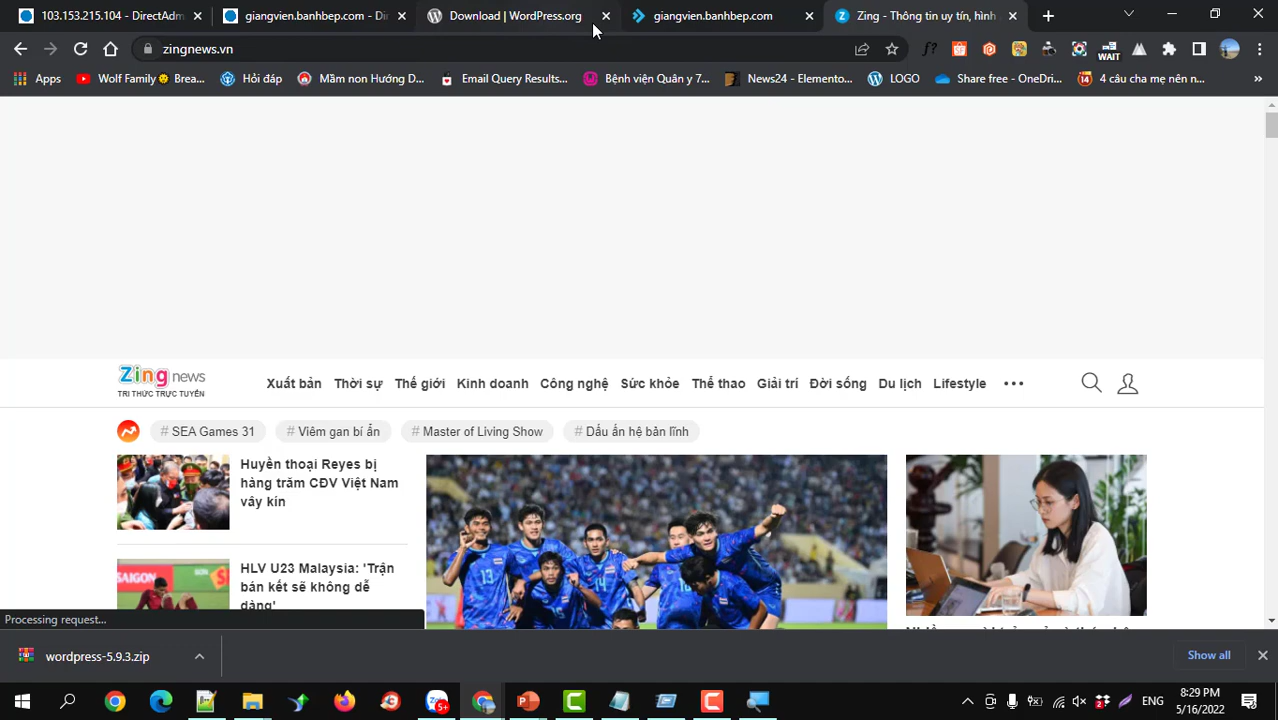 103.153.215.104 - DirectAdm
giangvien.banhbep.com - Di
Download | WordPress.org
giangvien.banhbep.com
Zing - Thông tin uy tín, hình
zingnews.vn
WAIT
Apps
Wolf Family Brea...
Hỏi đáp
Măm non Hướng D...
Email Query Results...
Bệnh viện Quân y 7...
News24 - Elemento...
LOGO
Share free - OneDri...
14
4 câu cha mẹ nên n...
Zing news
TRI THỨC TRỰC TUYẾN
Xuất bản
Thời sự
Thế giới
Kinh doanh
Công nghệ
Sức khỏe
Thể thao
Giải trí
Đời sống
Du lịch
Lifestyle
# SEA Games 31
# Viêm gan bí ẩn
# Master of Living Show
# Dấu ấn hệ bản lĩnh
Huyền thoại Reyes bị
hàng trăm CĐV Việt Nam
vây kín
HLV U23 Malaysia: 'Trận
bán kết sẽ không dễ
dàng'
Processing request...
wordpress-5.9.3.zip
Show all
5+
ENG
8:29 PM
5/16/2022